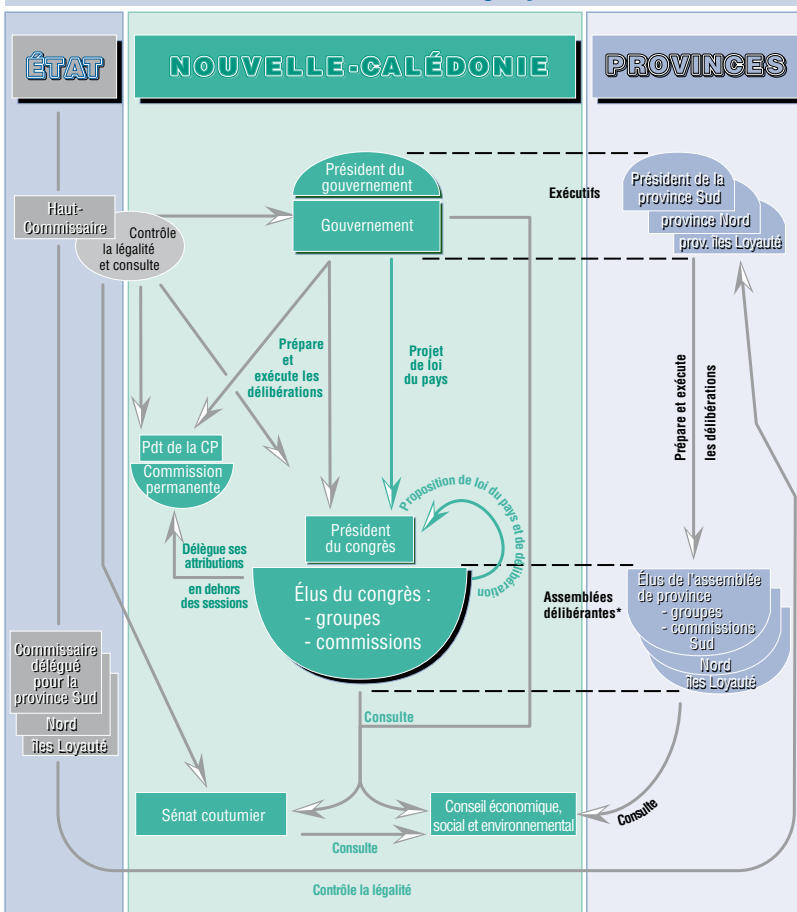 ÉTAT
NOUVELLE-CALÉDONIE
PROVINCES
Président du
gouvernement
Gouvernement
Exécutifs
Président de la
province Sud
province Nord
prov. îles Loyauté
Haut-
Commissaire
Contrôle
la légalité
et consulte
Prépare
et
exécute les
délibérations
Projet
de loi
du pays
Prépare et exécute
les délibérations
Pdt de la CP
Commission
permanente
Proposition de loi du pays et de délibération
Président
du congrès
Délègue ses
attributions
en dehors
des sessions
Élus du congrès :
- groupes
- commissions
Assemblées
délibérantes*
Élus de l'assemblée
de province
- groupes
- commissions
Sud
Nord
îles Loyauté
Commissaire
délégué
pour la
province Sud
Nord
îles Loyauté
Consulte
Sénat coutumier
Conseil économique,
social et environnemental
Consulte
Consulte
Contrôle la légalité